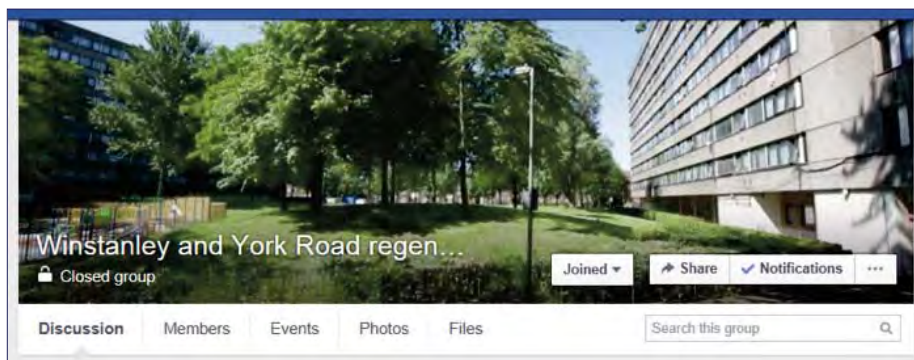 Winstanley and York Road regen...
Closed group
Joined Share Notifications ...
Discussion Members Events Photos Files Search this group